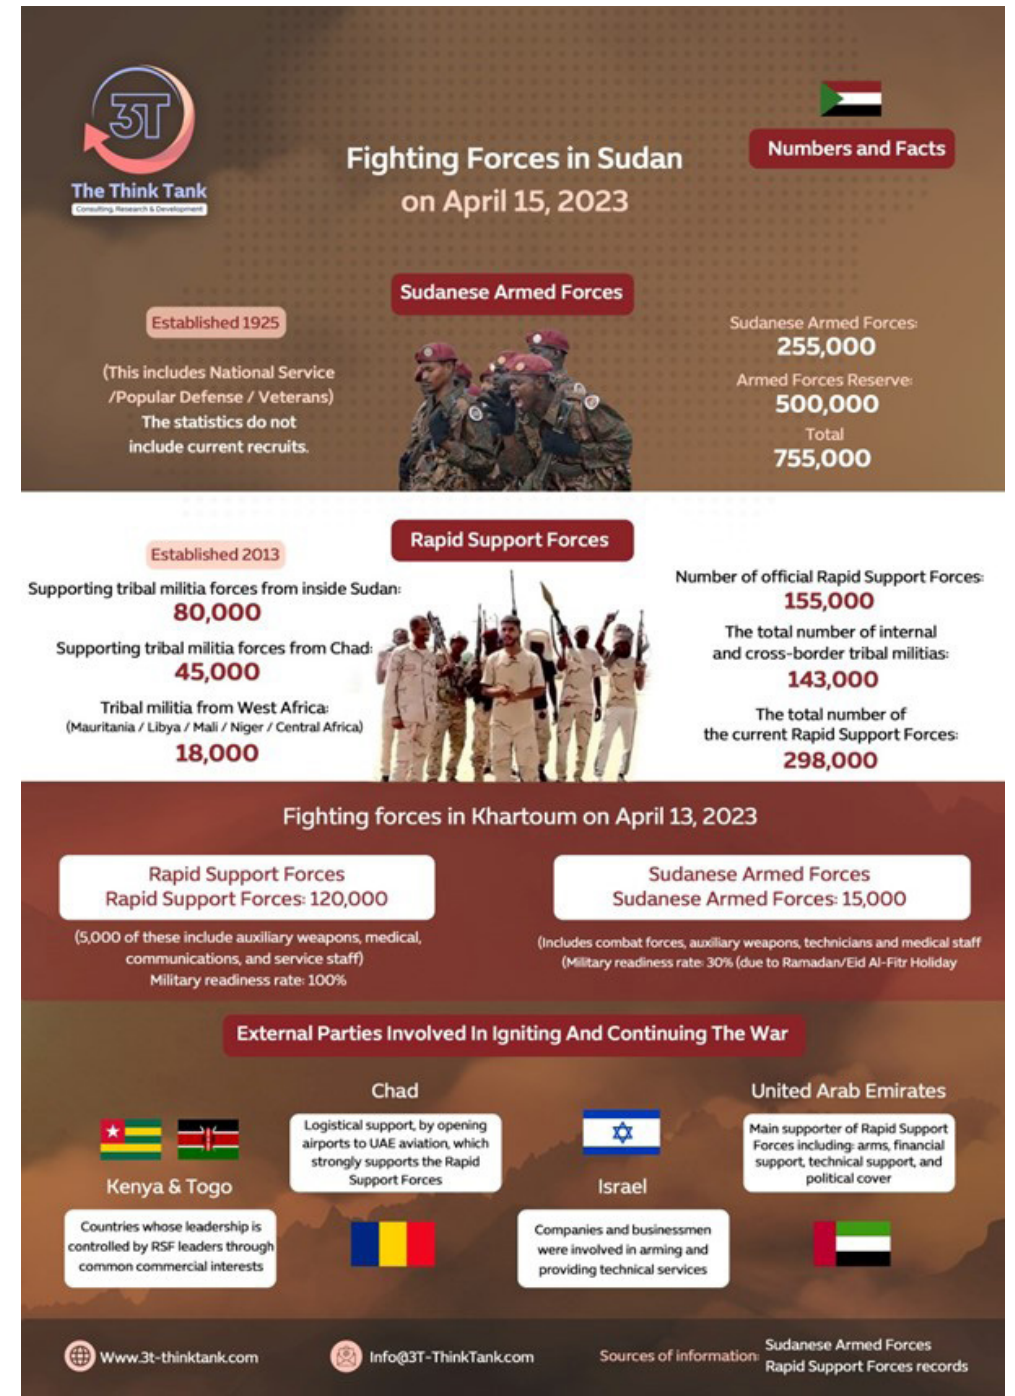 3T
The Think Tank
Consulting, Research & Development
Fighting Forces in Sudan
on April 15, 2023
Numbers and Facts
Sudanese Armed Forces
Established 1925
(This includes National Service
/Popular Defense / Veterans)
The statistics do not
include current recruits.
Sudanese Armed Forces:
255,000
Armed Forces Reserve:
500,000
Total
755,000
Rapid Support Forces
Established 2013
Supporting tribal militia forces from inside Sudan:
80,000
Supporting tribal militia forces from Chad:
45,000
Tribal militia from West Africa:
(Mauritania / Libya / Mali / Niger / Central Africa)
18,000
Number of official Rapid Support Forces:
155,000
The total number of internal
and cross-border tribal militias:
143,000
The total number of
the current Rapid Support Forces:
298,000
Fighting forces in Khartoum on April 13, 2023
Rapid Support Forces
Rapid Support Forces: 120,000
(5,000 of these include auxiliary weapons, medical,
communications, and service staff)
Military readiness rate: 100%
Sudanese Armed Forces
Sudanese Armed Forces: 15,000
(Includes combat forces, auxiliary weapons, technicians and medical staff
(Military readiness rate: 30% (due to Ramadan/Eid Al-Fitr Holiday
External Parties Involved In Igniting And Continuing The War
Kenya & Togo
Countries whose leadership is
controlled by RSF leaders through
common commercial interests
Chad
Logistical support, by opening
airports to UAE aviation, which
strongly supports the Rapid
Support Forces
Israel
Companies and businessmen
were involved in arming and
providing technical services
United Arab Emirates
Main supporter of Rapid Support
Forces including: arms, financial
support, technical support, and
political cover
Www.3t-thinktank.com
Info@3T-ThinkTank.com
Sources of information:
Sudanese Armed Forces
Rapid Support Forces records